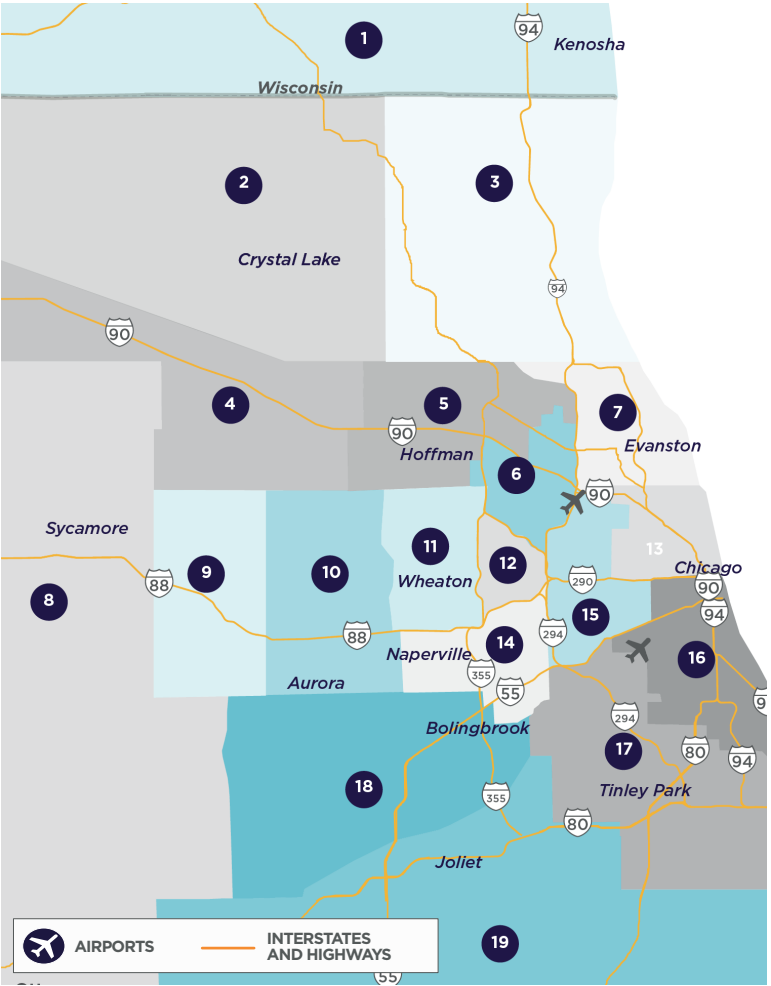 1
94
Kenosha
Wisconsin
2
3
Crystal Lake
94
90
4
5
7
90
Hoffman
Evanston
6
90
Sycamore
11
13
12
Chicago
9
10
Wheaton
290
88
90
8
94
15
88
294
14
Naperville
16
355
Aurora
55
9
294
Bolingbrook
17
80
94
18
355
Tinley Park
80
Joliet
AIRPORTS
INTERSTATES
AND HIGHWAYS
19
55